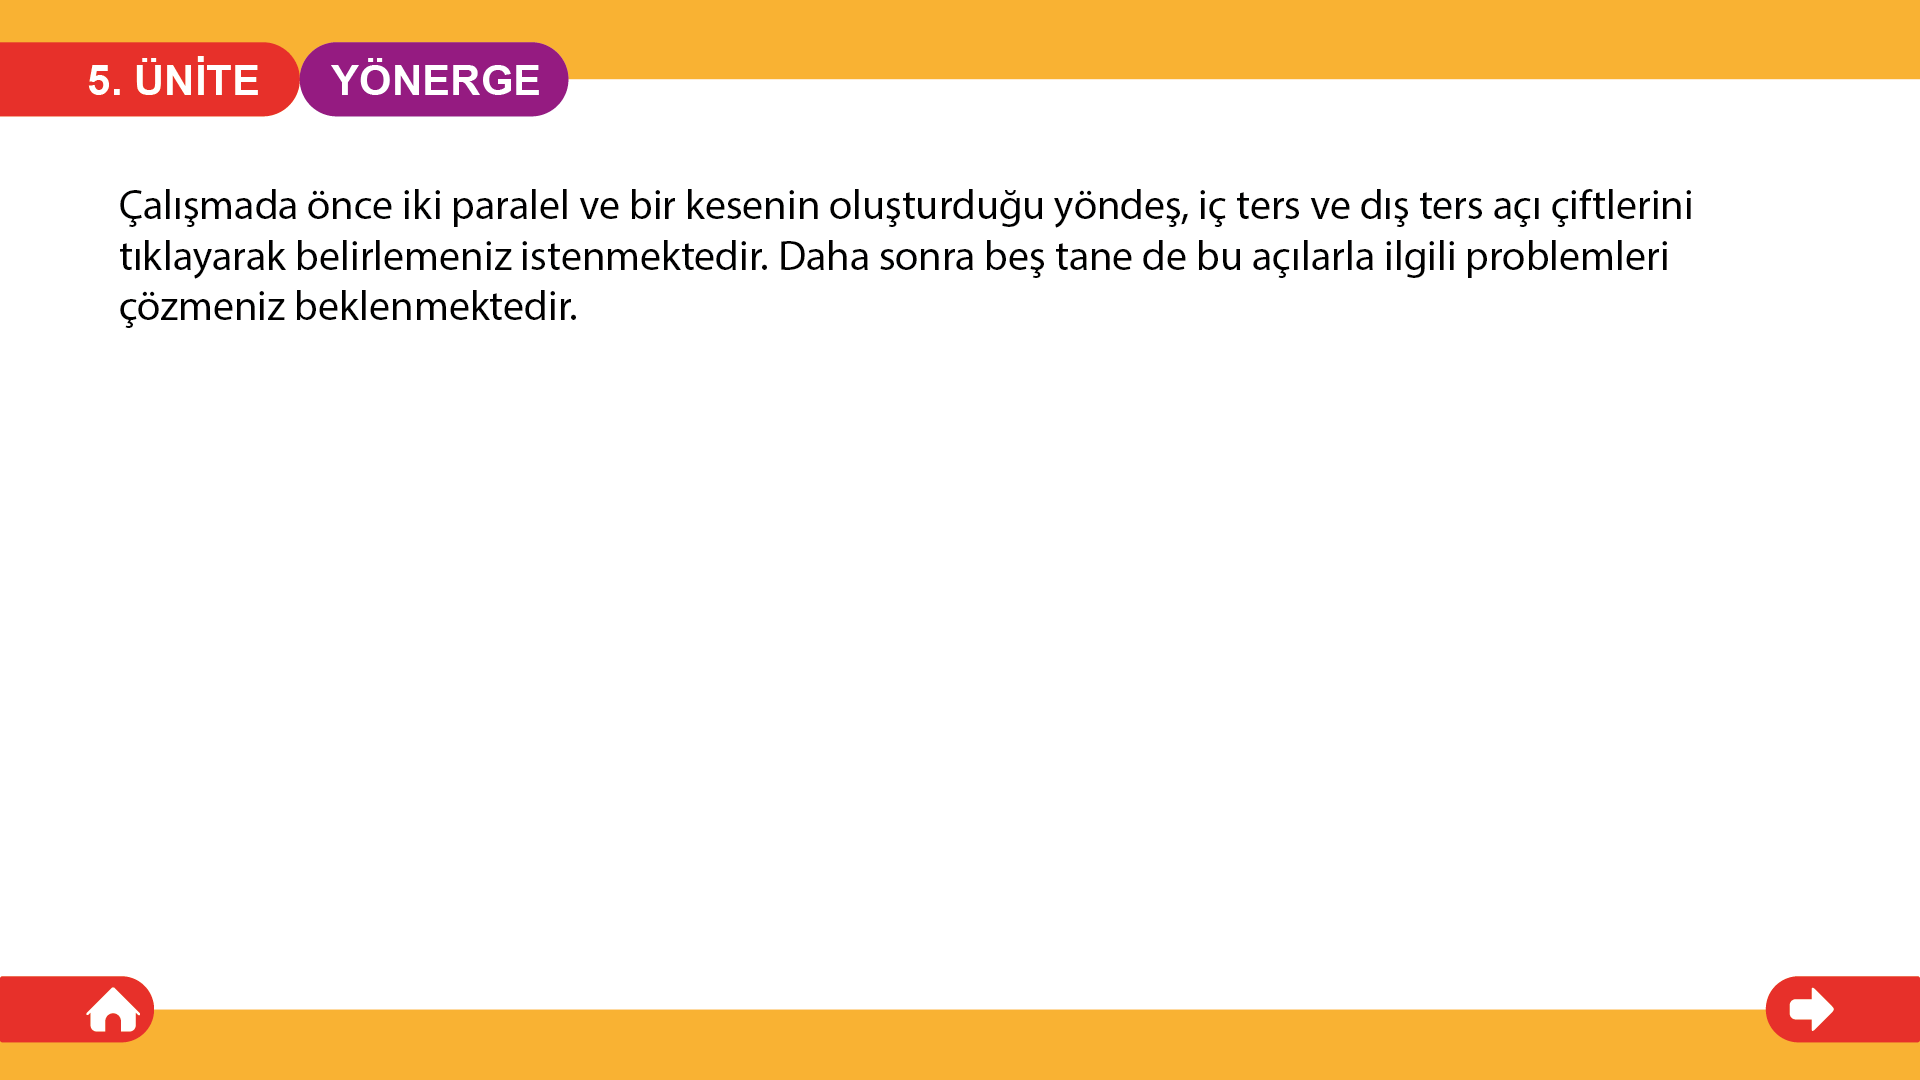 5. ÜNİTE YÖNERGE
Çalışmada önce iki paralel ve bir kesenin oluşturduğu yöndeş, iç ters ve dış ters açı çiftlerini
tıklayarak belirlemeniz istenmektedir. Daha sonra beş tane de bu açılarla ilgili problemleri
çözmeniz beklenmektedir.